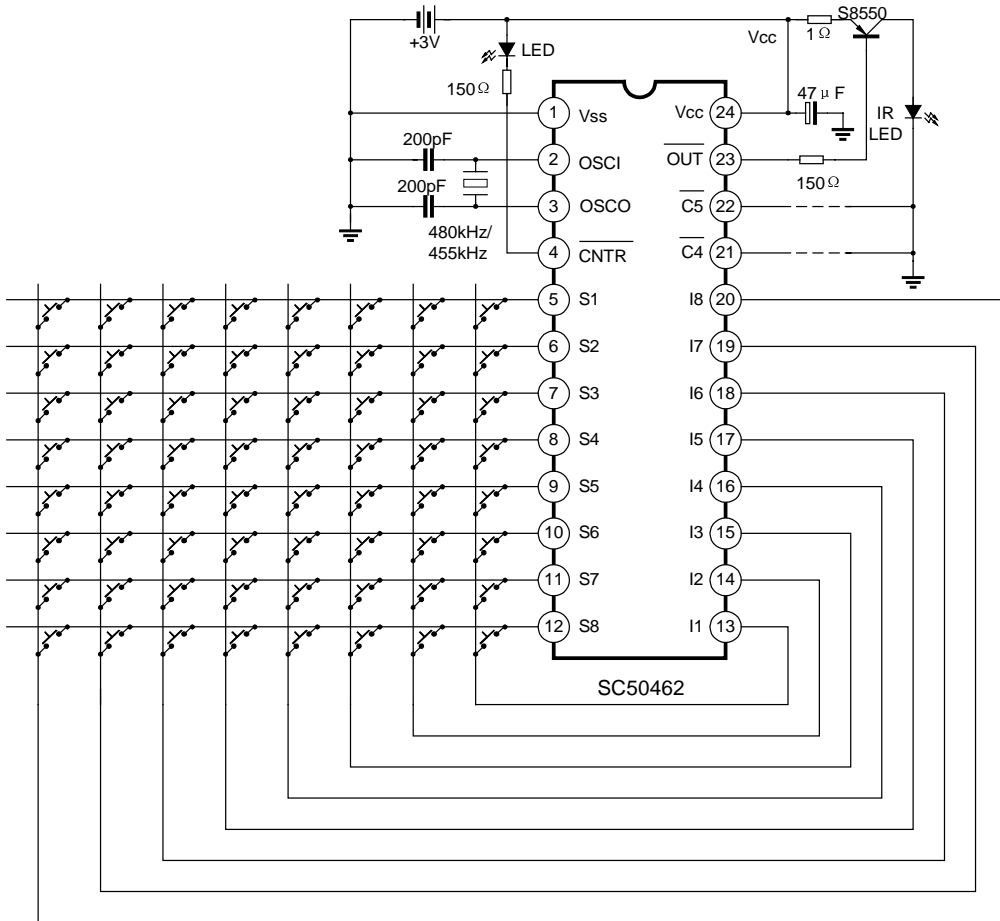 S8550
+3V
LED
Vcc
1Ω
150Ω
47μF
IR
LED
1
Vss
Vcc
24
200pF
2
OSCI
OUT
23
150Ω
200pF
3
OSCO
C5
22
480kHz/
455kHz
4
CNTR
C4
21
5
S1
I8
20
6
S2
I7
19
7
S3
I6
18
8
S4
I5
17
9
S5
I4
16
10
S6
I3
15
11
S7
I2
14
12
S8
I1
13
SC50462